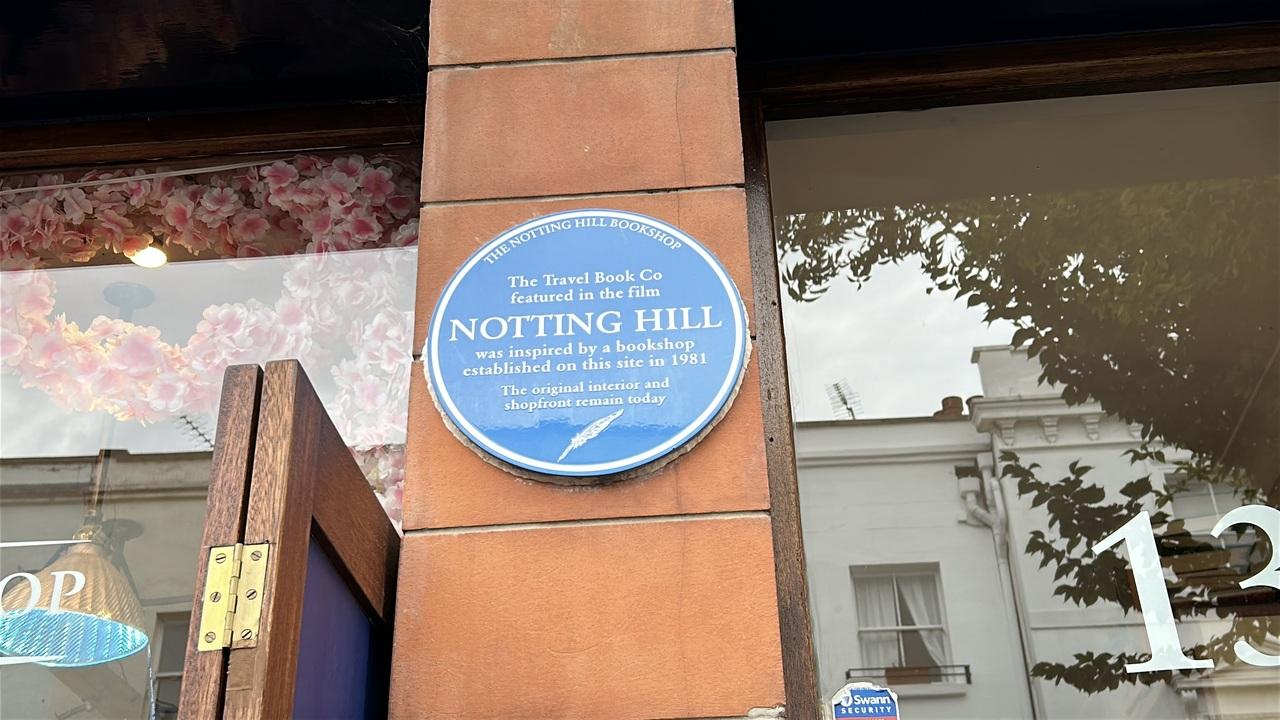 THE NOTTING HILL BOOKSHOP
The Travel Book Co
featured in the film
NOTTING HILL
was inspired by a bookshop
established on this site in 1981
The original interior and
shopfront remain today
OP
13
Swann
SECURITY